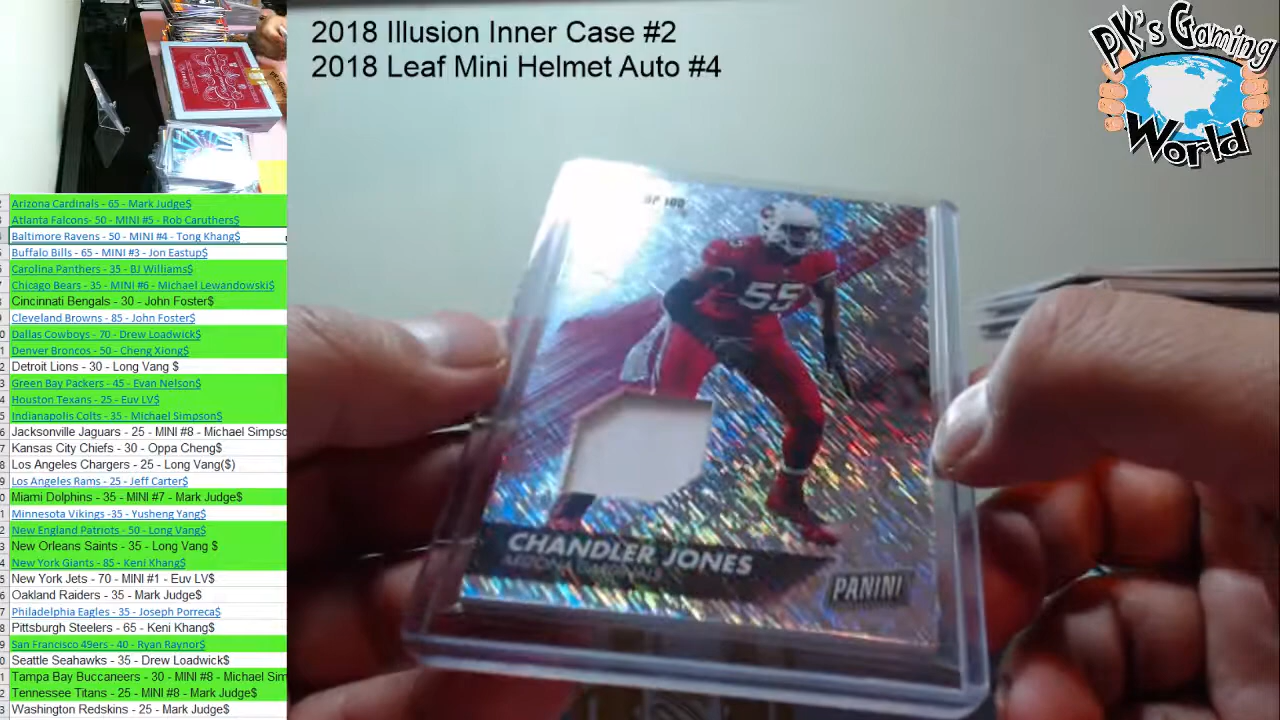 2018 Illusion Inner Case #2
2018 Leaf Mini Helmet Auto #4
PK's Gaming
World
Arizona Cardinals - 65 - Mark Judge$
Atlanta Falcons- 50 - MINI #5 - Rob Caruthers$
Baltimore Ravens - 50 - MINI #4 - Tong Khang$
Buffalo Bills - 65 - MINI #3 - Jon Eastup$
Carolina Panthers - 35 - BJ Williams$
Chicago Bears - 35 - MINI #6 - Michael Lewandowski$
Cincinnati Bengals - 30 - John Foster$
Cleveland Browns - 85 - John Foster$
Dallas Cowboys - 70 - Drew Loadwick$
Denver Broncos - 50 - Cheng Xiong$
Detroit Lions - 30 - Long Vang $
Green Bay Packers - 45 - Evan Nelson$
Houston Texans - 25 - Euv LV$
Indianapolis Colts - 35 - Michael Simpson$
Jacksonville Jaguars - 25 - MINI #8 - Michael Simpso
Kansas City Chiefs - 30 - Oppa Cheng$
Los Angeles Chargers - 25 - Long Vang($)
Los Angeles Rams - 25 - Jeff Carter$
Miami Dolphins - 35 - MINI #7 - Mark Judge$
Minnesota Vikings -35 - Yusheng Yang$
New England Patriots - 50 - Long Vang$
New Orleans Saints - 35 - Long Vang $
New York Giants - 85 - Keni Khang$
New York Jets - 70 - MINI #1 - Euv LV$
Oakland Raiders - 35 - Mark Judge$
Philadelphia Eagles - 35 - Joseph Porreca$
Pittsburgh Steelers - 65 - Keni Khang$
San Francisco 49ers - 40 - Ryan Raynor$
Seattle Seahawks - 35 - Drew Loadwick$
Tampa Bay Buccaneers - 30 - MINI #8 - Michael Sim
Tennessee Titans - 25 - MINI #8 - Mark Judge$
Washington Redskins - 25 - Mark Judge$
55
CHANDLER JONES
ARIZONA CARDINALS
PANINI